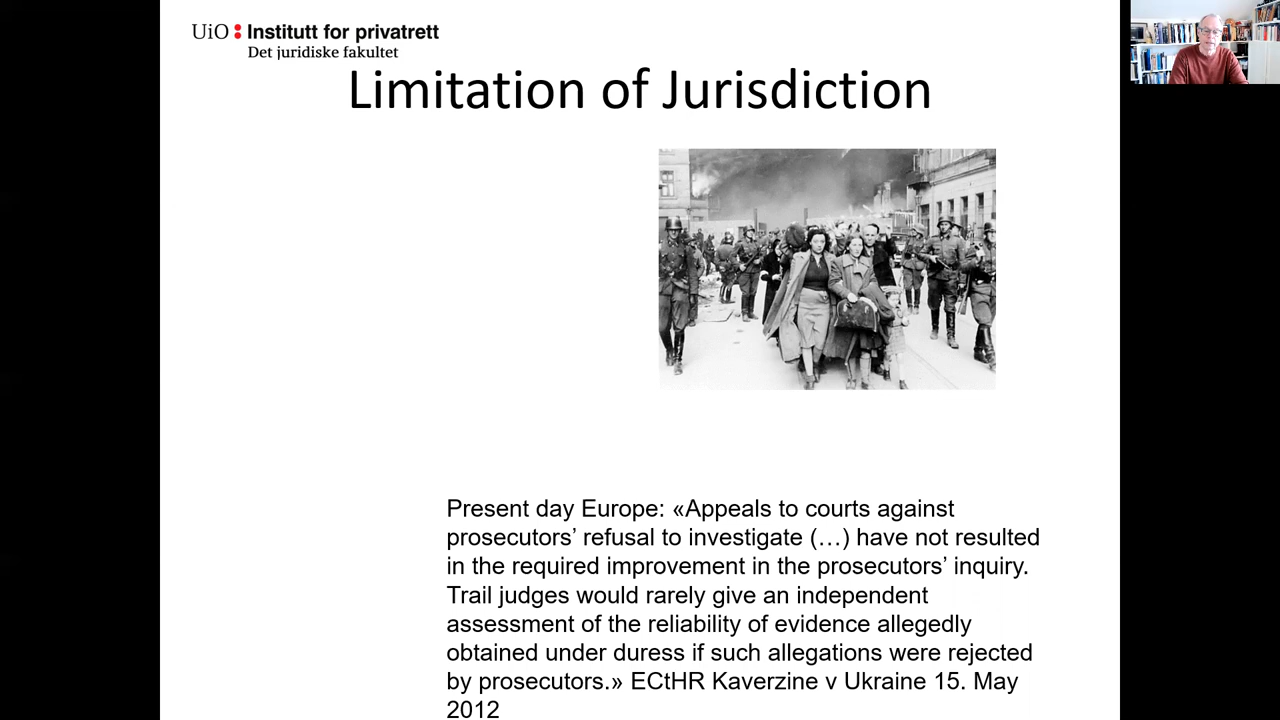 UiO : Institutt for privatrett
Det juridiske fakultet
Limitation of Jurisdiction
Present day Europe: «Appeals to courts against
prosecutors’ refusal to investigate (…) have not resulted
in the required improvement in the prosecutors’ inquiry.
Trail judges would rarely give an independent
assessment of the reliability of evidence allegedly
obtained under duress if such allegations were rejected
by prosecutors.» ECtHR Kaverzine v Ukraine 15. May
2012